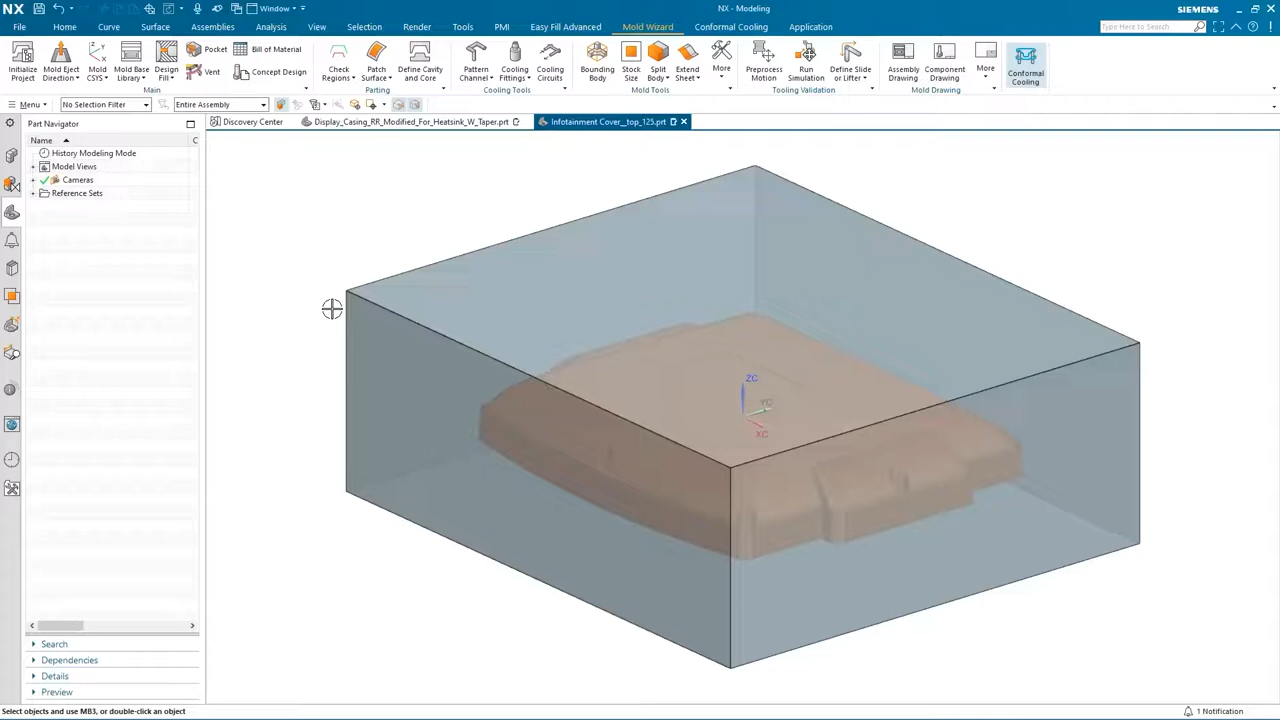 NX Window NX - Modeling SIEMENS
File Home Curve Surface Assemblies Analysis View Selection Render Tools PMI Easy Fill Advanced Mold Wizard Conformal Cooling Application Type Here to Search
Initialize Project
Mold Eject Direction
Mold CSYS
Mold Base Library
Design Fill
Pocket
Bill of Material
Vent
Concept Design
Check Regions
Patch Surface
Define Cavity and Core
Pattern Channel
Cooling Fittings
Cooling Circuits
Bounding Body
Stock Size
Split Body
Extend Sheet
More
Preprocess Motion
Run Simulation
Define Slide or Lifter
Assembly Drawing
Component Drawing
More
Conformal Cooling
Main Parting Cooling Tools Mold Tools Tooling Validation Mold Drawing
Menu No Selection Filter Entire Assembly
Part Navigator
Discovery Center Display_Casing_RR_Modified_For_Heatsink_W_Taper.prt Infotainment Cover__top_125.prt
Name C
History Modeling Mode
Model Views
Cameras
Reference Sets
ZC
YC
XC
Search
Dependencies
Details
Preview
Select objects and use MB3, or double-click an object 1 Notification